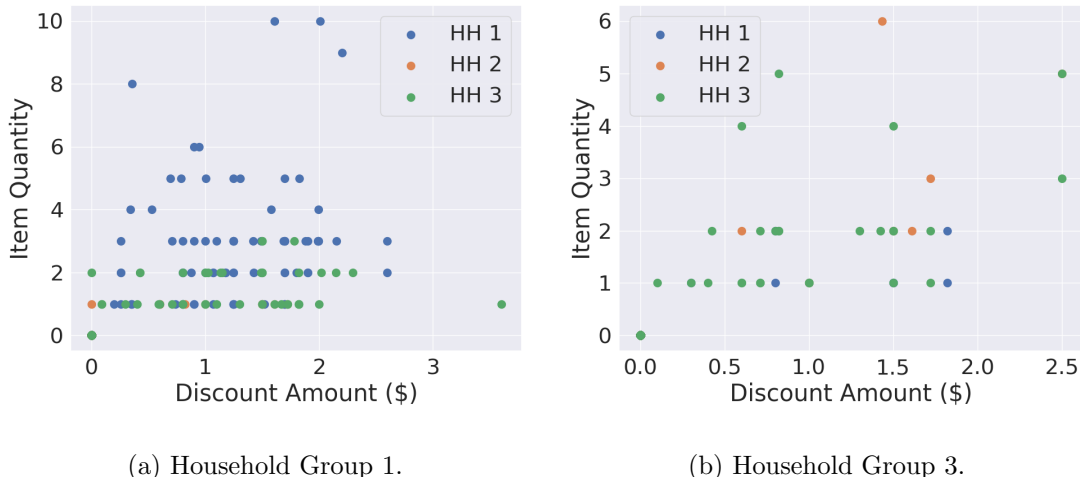 10
8
6
4
2
0
Item Quantity
HH 1
HH 2
HH 3
0 1 2 3
Discount Amount ($)
(a) Household Group 1.
6
5
4
3
2
1
0
Item Quantity
HH 1
HH 2
HH 3
0.0 0.5 1.0 1.5 2.0 2.5
Discount Amount ($)
(b) Household Group 3.